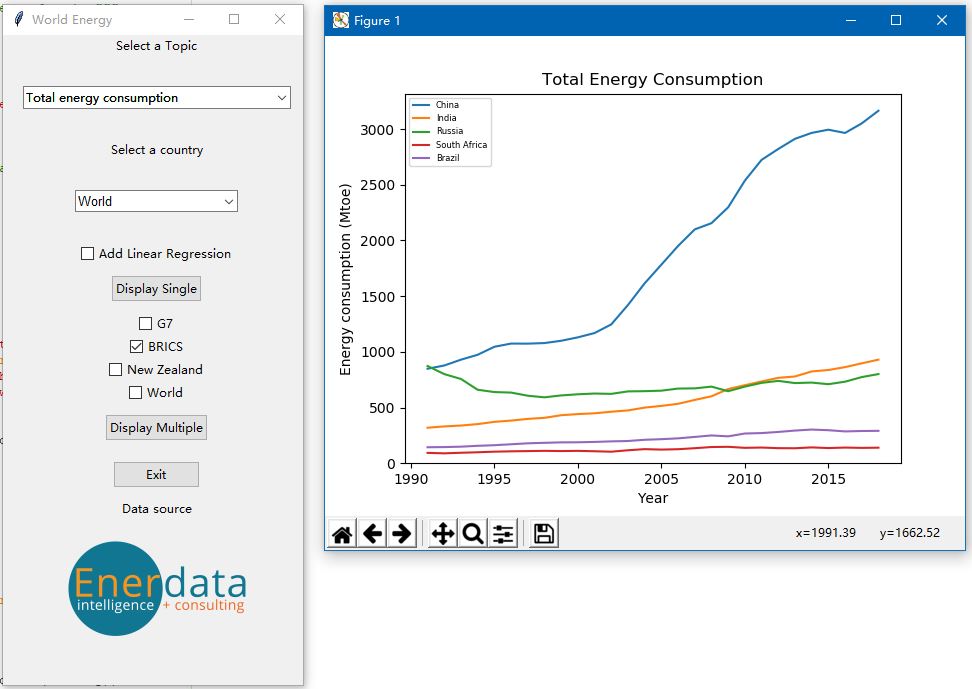 World Energy
Select a Topic
Total energy consumption
Select a country
World
Add Linear Regression
Display Single
G7
BRICS
New Zealand
World
Display Multiple
Exit
Data source
Enerdata
intelligence + consulting
Figure 1
Total Energy Consumption
China
India
Russia
South Africa
Brazil
Energy consumption (Mtoe)
3000
2500
2000
1500
1000
500
0
1990 1995 2000 2005 2010 2015
Year
x=1991.39 y=1662.52